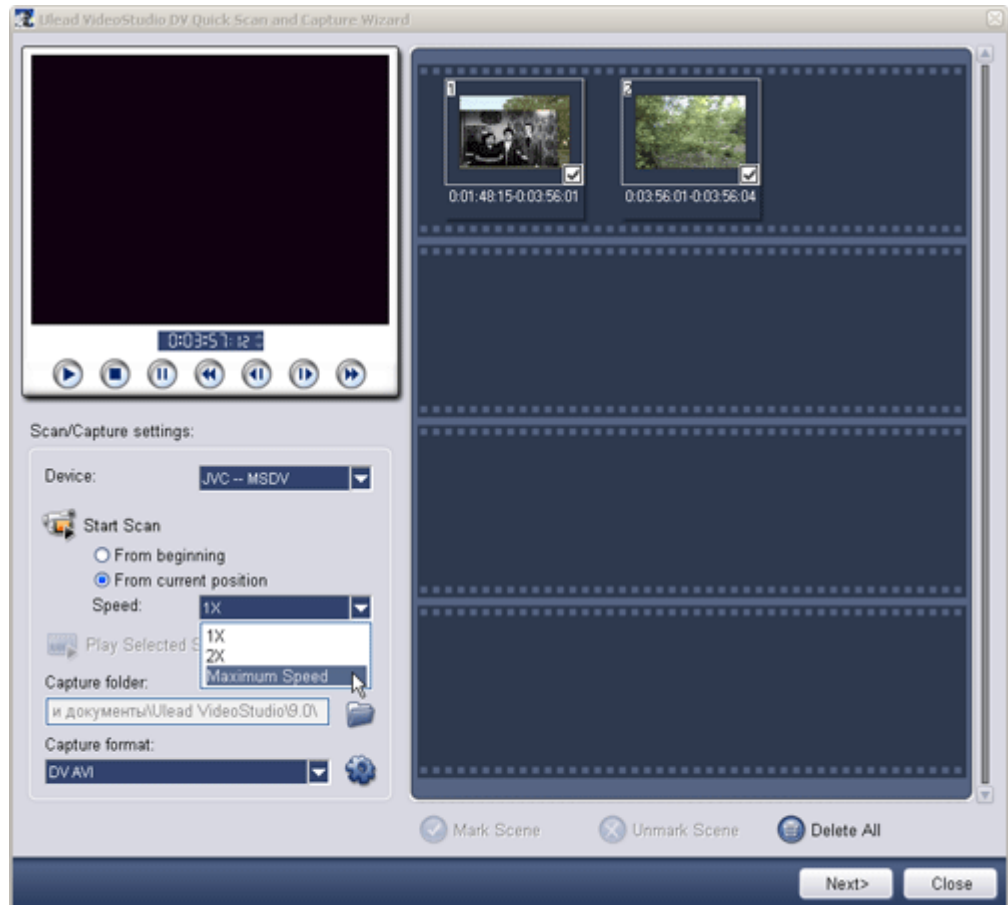 Ulead VideoStudio DV Quick Scan and Capture Wizard
1
2
0:01:48:15-0:03:56:01
0:03:56:01-0:03:56:04
0:03:57:12
Scan/Capture settings:
Device:
JVC -- MSDV
Start Scan
From beginning
From current position
Speed:
1X
1X
2X
Maximum Speed
Play Selected S
Capture folder:
и документы\Ulead VideoStudio\9.0\
Capture format:
DV AVI
Mark Scene
Unmark Scene
Delete All
Next>
Close